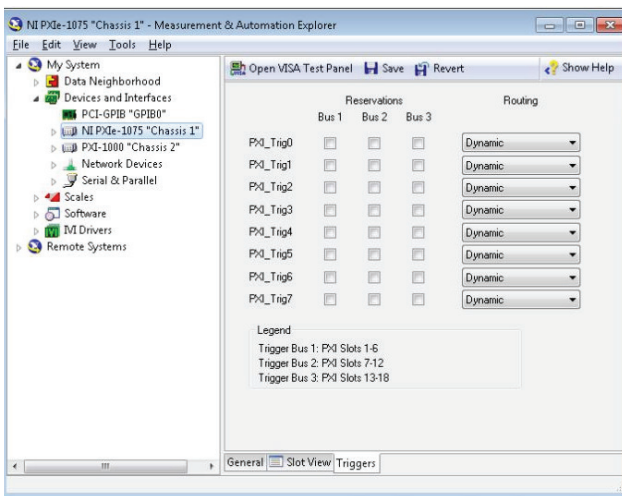 NI PXIe-1075 "Chassis 1" - Measurement & Automation Explorer
File Edit View Tools Help
My System
Data Neighborhood
Devices and Interfaces
PCI-GPIB "GPIB0"
NI PXIe-1075 "Chassis 1"
PXI-1000 "Chassis 2"
Network Devices
Serial & Parallel
Scales
Software
IVI Drivers
Remote Systems
Open VISA Test Panel Save Revert Show Help
Reservations Routing
Bus 1 Bus 2 Bus 3
PXI_Trig0 Dynamic
PXI_Trig1 Dynamic
PXI_Trig2 Dynamic
PXI_Trig3 Dynamic
PXI_Trig4 Dynamic
PXI_Trig5 Dynamic
PXI_Trig6 Dynamic
PXI_Trig7 Dynamic
Legend
Trigger Bus 1: PXI Slots 1-6
Trigger Bus 2: PXI Slots 7-12
Trigger Bus 3: PXI Slots 13-18
General Slot View Triggers